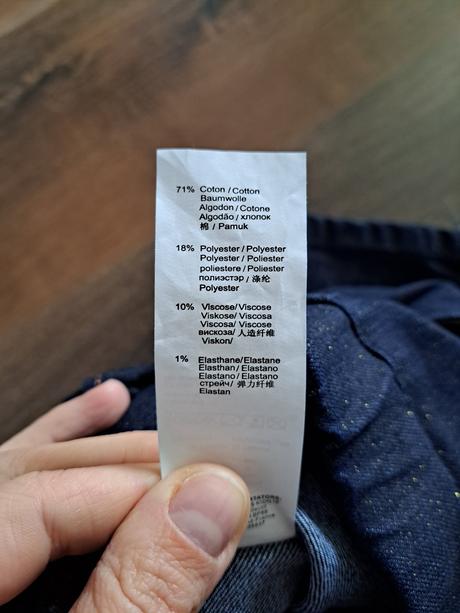 71% Coton / Cotton
Baumwolle
Algodon / Cotone
Algodão / хлопок
棉 / Pamuk
18% Polyester / Polyester
Polyester / Poliester
poliestere / Poliester
полиэстэр / 涤纶
Polyester
10% Viscose/ Viscose
Viskose/ Viscosa
Viscosa/ Viscose
вискоза/ 人造纤维
Viskon/
1% Elasthane/Elastane
Elasthan/ Elastano
Elastano / Elastano
стрейч/ 弹力纤维
Elastan